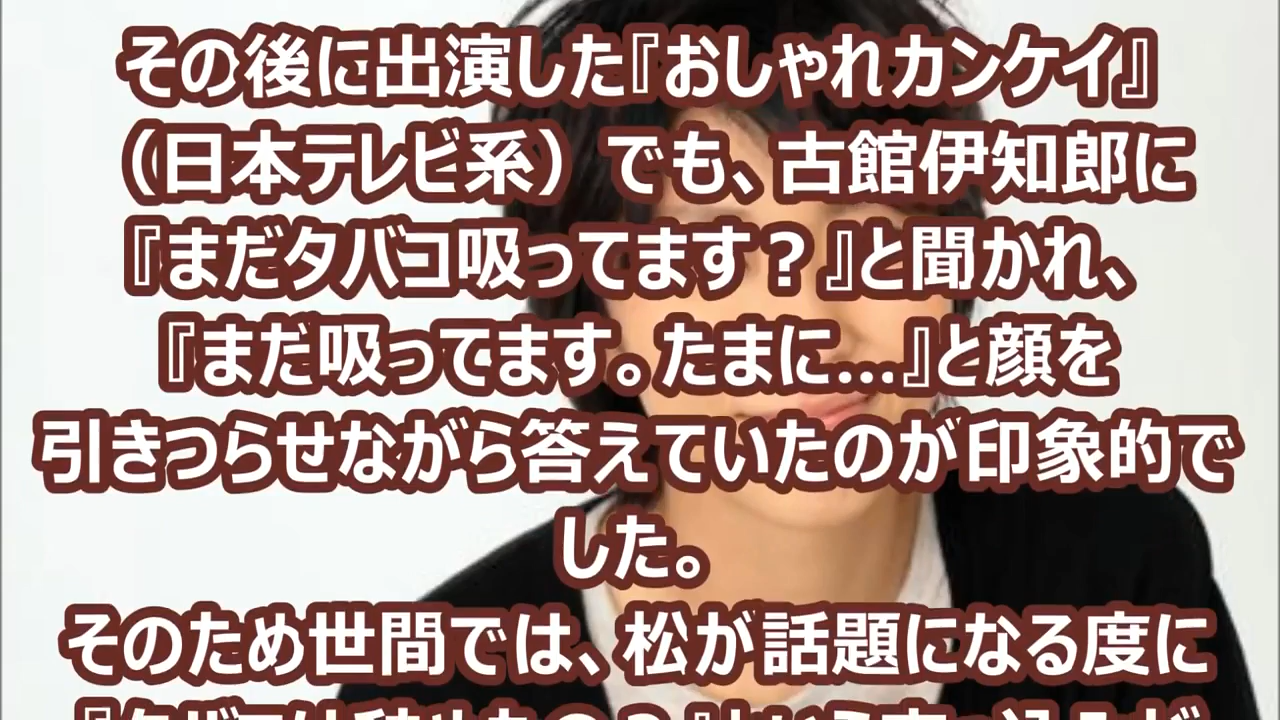 その後に出演した『おしゃれカンケイ』
（日本テレビ系）でも、古館伊知郎に
『まだタバコ吸ってます？』と聞かれ、
『まだ吸ってます。たまに…』と顔を
引きつらせながら答えていたのが印象的で
した。
そのため世間では、松が話題になる度に